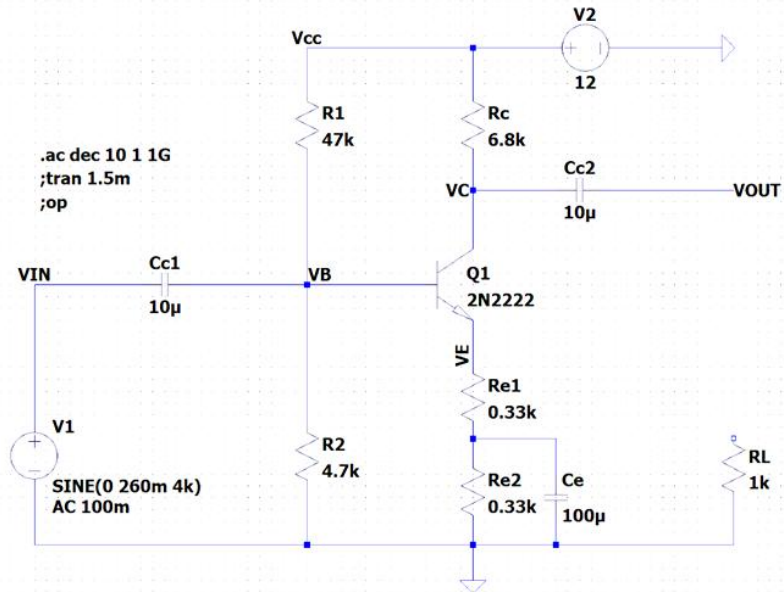 V2
Vcc
12
R1
47k
Rc
6.8k
.ac dec 10 1 1G
;tran 1.5m
;op
Cc2
VC
VOUT
10µ
VIN
Cc1
VB
Q1
10µ
2N2222
VE
Re1
0.33k
V1
R2
4.7k
Re2
0.33k
Ce
100µ
RL
1k
SINE(0 260m 4k)
AC 100m